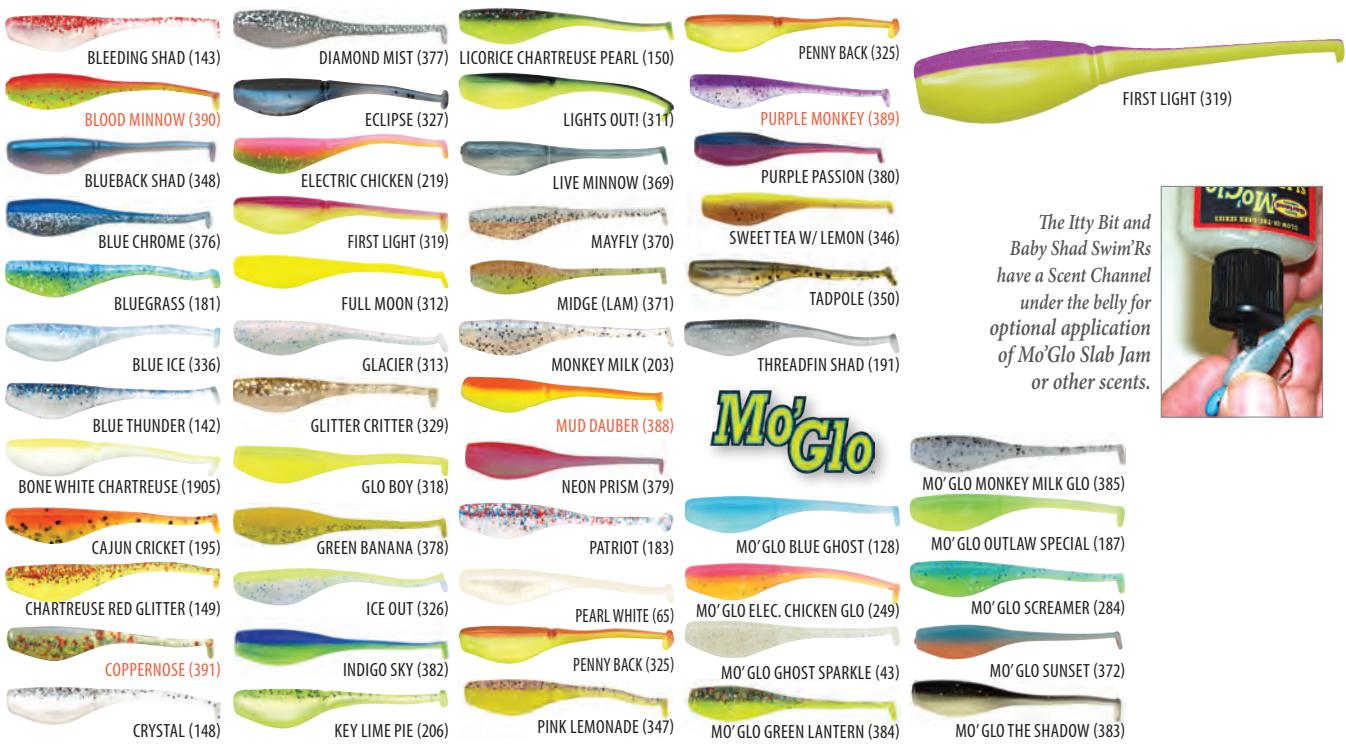 BLEEDING SHAD (143)
BLOOD MINNOW (390)
BLUEBACK SHAD (348)
BLUE CHROME (376)
BLUEGRASS (181)
BLUE ICE (336)
BLUE THUNDER (142)
BONE WHITE CHARTREUSE (1905)
CAJUN CRICKET (195)
CHARTREUSE RED GLITTER (149)
COPPERNOSE (391)
CRYSTAL (148)
DIAMOND MIST (377)
ECLIPSE (327)
ELECTRIC CHICKEN (219)
FIRST LIGHT (319)
FULL MOON (312)
GLACIER (313)
GLITTER CRITTER (329)
GLO BOY (318)
GREEN BANANA (378)
ICE OUT (326)
INDIGO SKY (382)
KEY LIME PIE (206)
LICORICE CHARTREUSE PEARL (150)
LIGHTS OUT! (311)
LIVE MINNOW (369)
MAYFLY (370)
MIDGE (LAM) (371)
MONKEY MILK (203)
MUD DAUBER (388)
NEON PRISM (379)
PATRIOT (183)
PEARL WHITE (65)
PENNY BACK (325)
PINK LEMONADE (347)
PENNY BACK (325)
PURPLE MONKEY (389)
PURPLE PASSION (380)
SWEET TEA W/ LEMON (346)
TADPOLE (350)
THREADFIN SHAD (191)
Mo'Glo
MO' GLO BLUE GHOST (128)
MO' GLO ELEC. CHICKEN GLO (249)
MO' GLO GHOST SPARKLE (43)
MO' GLO GREEN LANTERN (384)
MO' GLO MONKEY MILK GLO (385)
MO' GLO OUTLAW SPECIAL (187)
MO' GLO SCREAMER (284)
MO' GLO SUNSET (372)
MO' GLO THE SHADOW (383)
FIRST LIGHT (319)
The Itty Bit and
Baby Shad Swim'Rs
have a Scent Channel
under the belly for
optional application
of Mo'Glo Slab Jam
or other scents.
Mo'Glo
GLOW IN THE DARK SERIES